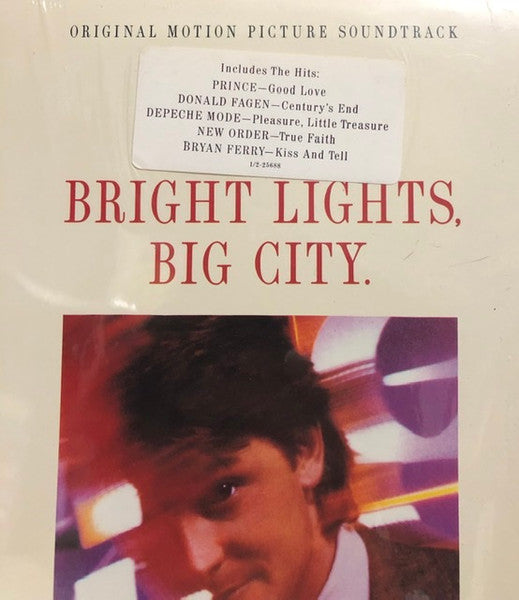 ORIGINAL MOTION PICTURE SOUNDTRACK
Includes The Hits:
PRINCE—Good Love
DONALD FAGEN—Century's End
DEPECHE MODE—Pleasure, Little Treasure
NEW ORDER—True Faith
BRYAN FERRY—Kiss And Tell
1/2-25688
BRIGHT LIGHTS,
BIG CITY.